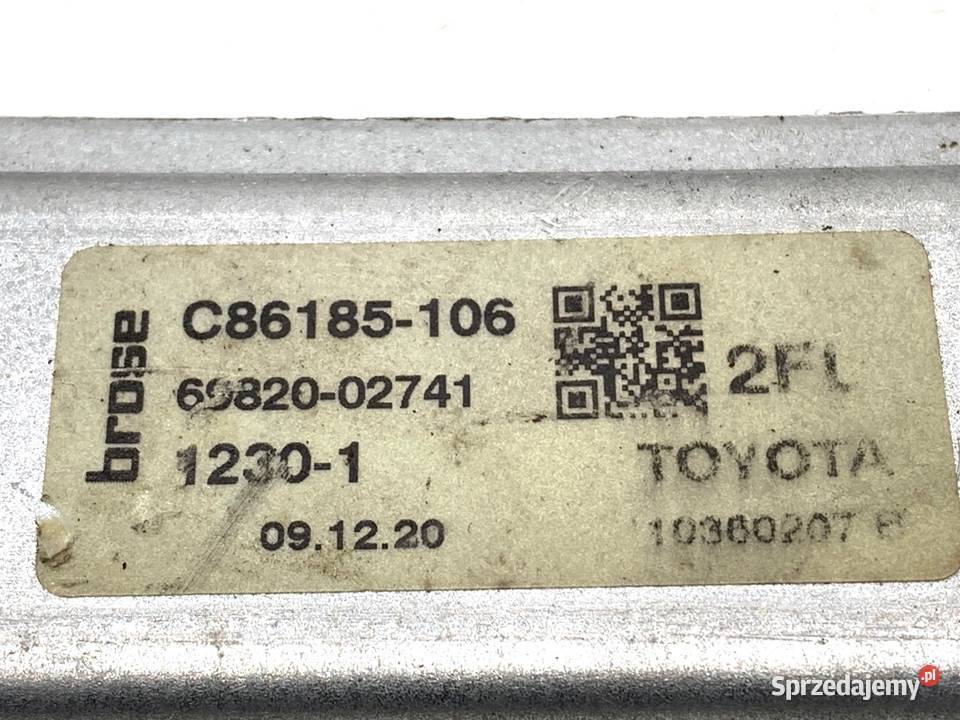 brose
C86185-106
69820-02741
1230-1
09.12.20
2FL
TOYOTA
10360207
Sprzedajemy.pl